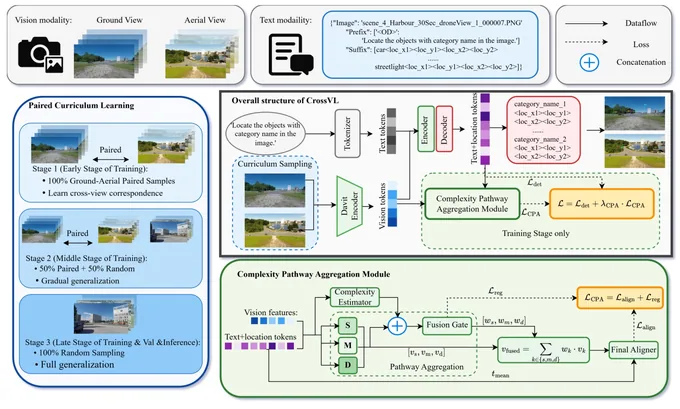 Vision modality:
Ground View
Aerial View
Text modality:
{"Image': 'scene_4_Harbour_30Sec_droneView_1_000007.PNG'
"Prefix": ['<OD>':
'Locate the objects with category name in the image.']
"Suffix": [car<loc_x1><loc_y1><loc_x2><loc_y2>
......
streetlight<loc_x1><loc_y1><loc_x2><loc_y2>]}
Dataflow
Loss
Concatenation
Paired Curriculum Learning
Paired
Stage 1 (Early Stage of Training):
• 100% Ground-Aerial Paired Samples
• Learn cross-view correspondence
Paired
Stage 2 (Middle Stage of Training):
• 50% Paired + 50% Random
• Gradual generalization
Stage 3 (Late Stage of Training & Val &Inference):
• 100% Random Sampling
• Full generalization
Overall structure of CrossVL
'Locate the objects with
category name in the
image.'
Tokenizer
Text tokens
Encoder
Decoder
Text+location tokens
category_name_1
<loc_x1><loc_y1>
<loc_x2><loc_y2>
......
category_name_2
<loc_x1><loc_y1>
<loc_x2><loc_y2>
Curriculum Sampling
Davit
Encoder
Vision tokens
Complexity Pathway
Aggregation Module
ℒdet
ℒCPA
ℒ = ℒdet + λCPA · ℒCPA
Training Stage only
Complexity Pathway Aggregation Module
Vision features:
Text+location tokens
Complexity
Estimator
S
M
D
Fusion Gate
Pathway Aggregation
[vs, vm, vd]
[ws, wm, wd]
ℒreg
vfused = ∑ k∈{s,m,d} wk · vk
tmean
ℒCPA = ℒalign + ℒreg
ℒalign
Final Aligner